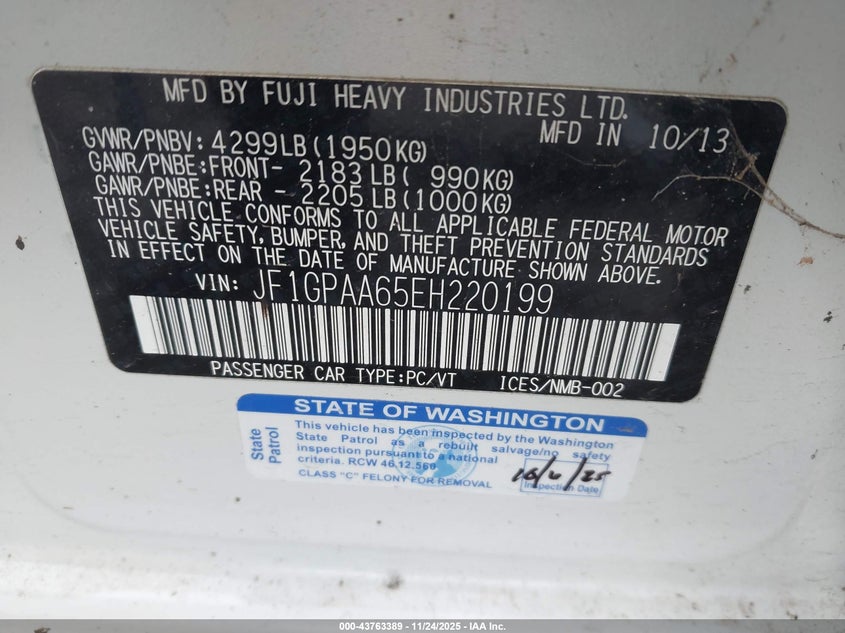 MFD BY FUJI HEAVY INDUSTRIES LTD.
MFD IN 10/13
GVWR/PNBV: 4299LB(1950KG)
GAWR/PNBE:FRONT- 2183LB( 990KG)
GAWR/PNBE:REAR - 2205LB(1000KG)
THIS VEHICLE CONFORMS TO ALL APPLICABLE FEDERAL MOTOR
VEHICLE SAFETY, BUMPER, AND THEFT PREVENTION STANDARDS
IN EFFECT ON THE DATE OF MANUFACTURE SHOWN ABOVE.
VIN: JF1GPAA65EH220199
PASSENGER CAR TYPE:PC/VT ICES/NMB-002
STATE OF WASHINGTON
State Patrol
This vehicle has been inspected by the Washington
State Patrol as a rebuilt salvage/no safety
inspection pursuant to a national
criteria. RCW 46.12.560
CLASS "C" FELONY FOR REMOVAL
Inspection Date
000-43763389 - 11/24/2025 - IAA Inc.